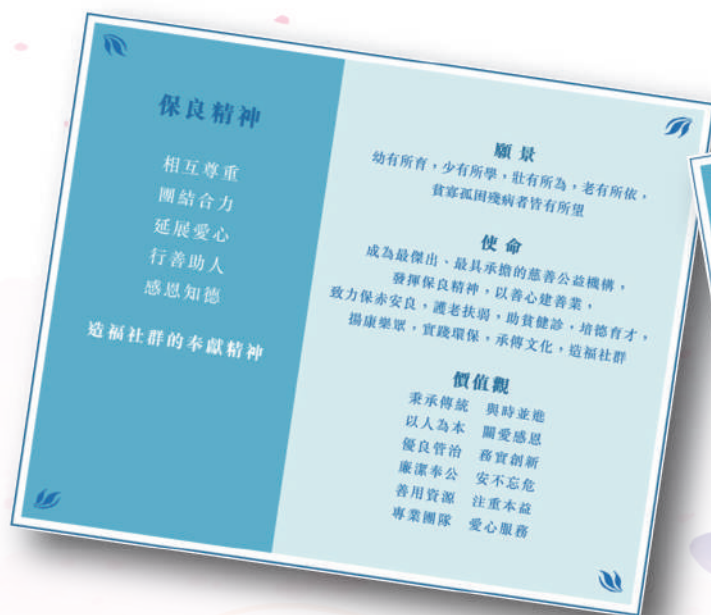 保良精神
相互尊重
團結合力
延展愛心
行善助人
感恩知德
造福社群的奉獻精神
願景
幼有所育，少有所學，壯有所為，老有所依，
貧寡孤困殘病者皆有所望
使命
成為最傑出、最具承擔的慈善公益機構，
發揮保良精神，以善心建善業，
致力保赤安良，護老扶弱，助貧健診，培德育才，
揚康樂眾，實踐環保，承傳文化，造福社群
價值觀
秉承傳統　與時並進
以人為本　關愛感恩
優良管治　務實創新
廉潔奉公　安不忘危
善用資源　注重本益
專業團隊　愛心服務